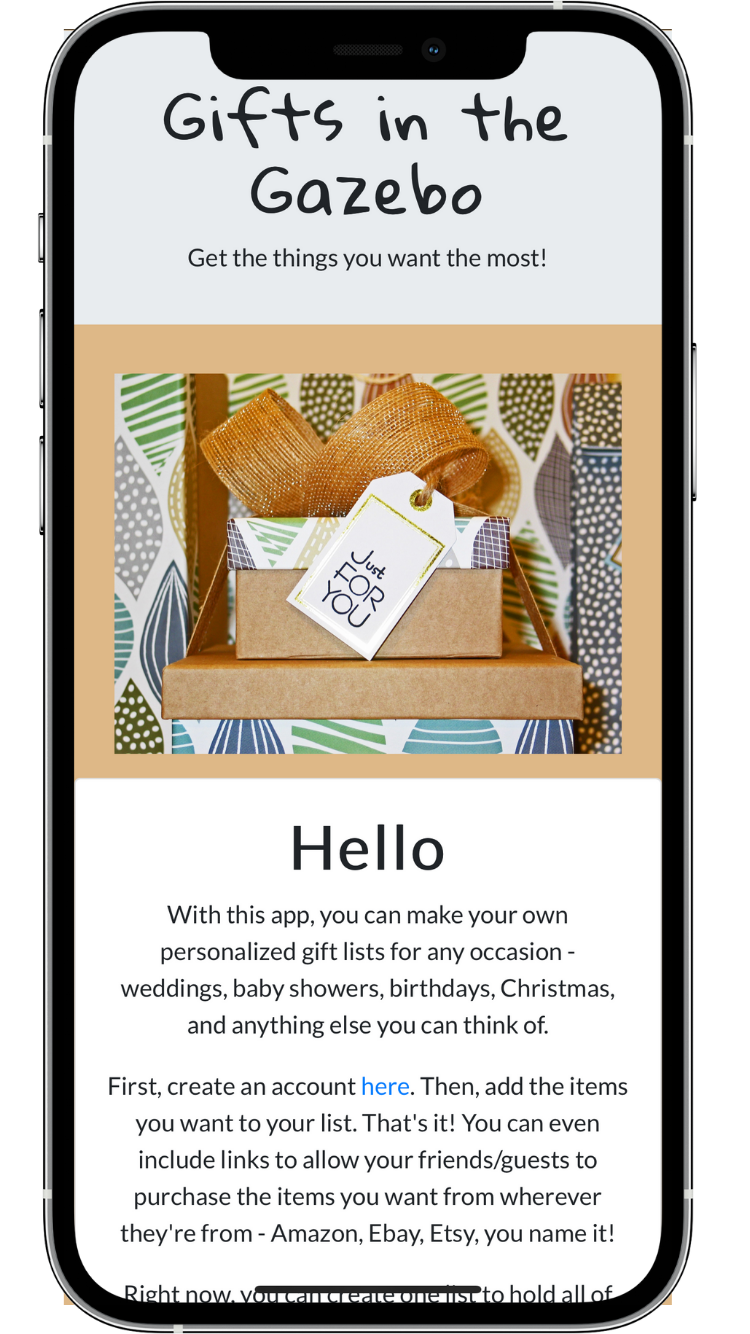 Gifts in the
Gazebo
Get the things you want the most!
Just
FOR
YOU
Hello
With this app, you can make your own
personalized gift lists for any occasion -
weddings, baby showers, birthdays, Christmas,
and anything else you can think of.
First, create an account here. Then, add the items
you want to your list. That's it! You can even
include links to allow your friends/guests to
purchase the items you want from wherever
they're from - Amazon, Ebay, Etsy, you name it!
Right now, you can create one list to hold all of